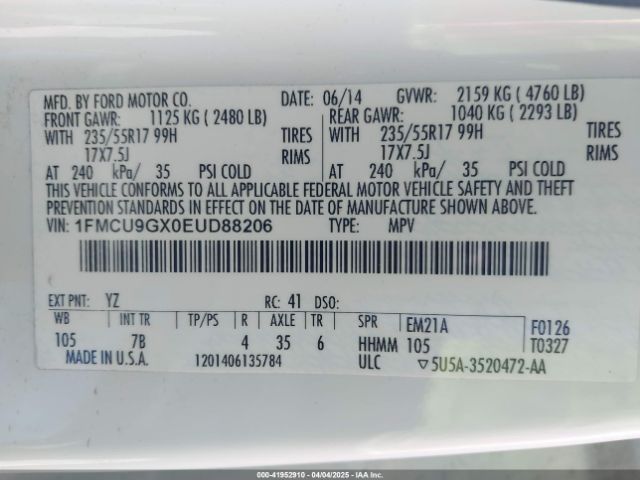 MFD. BY FORD MOTOR CO. DATE: 06/14 GVWR: 2159 KG ( 4760 LB)
FRONT GAWR: 1125 KG ( 2480 LB) REAR GAWR: 1040 KG ( 2293 LB)
WITH 235/55R17 99H TIRES WITH 235/55R17 99H TIRES
17X7.5J RIMS 17X7.5J RIMS
AT 240 kPa/ 35 PSI COLD AT 240 kPa/ 35 PSI COLD
THIS VEHICLE CONFORMS TO ALL APPLICABLE FEDERAL MOTOR VEHICLE SAFETY AND THEFT
PREVENTION STANDARDS IN EFFECT ON THE DATE OF MANUFACTURE SHOWN ABOVE.
VIN: 1FMCU9GX0EUD88206 TYPE: MPV
EXT PNT: YZ RC: 41 DSO:
WB INT TR TP/PS R AXLE TR SPR EM21A F0126
105 7B 4 35 6 HHMM 105 T0327
MADE IN U.S.A. 1201406135784 ULC ▽5U5A-3520472-AA
000-41952910 - 04/04/2025 - IAA, Inc.